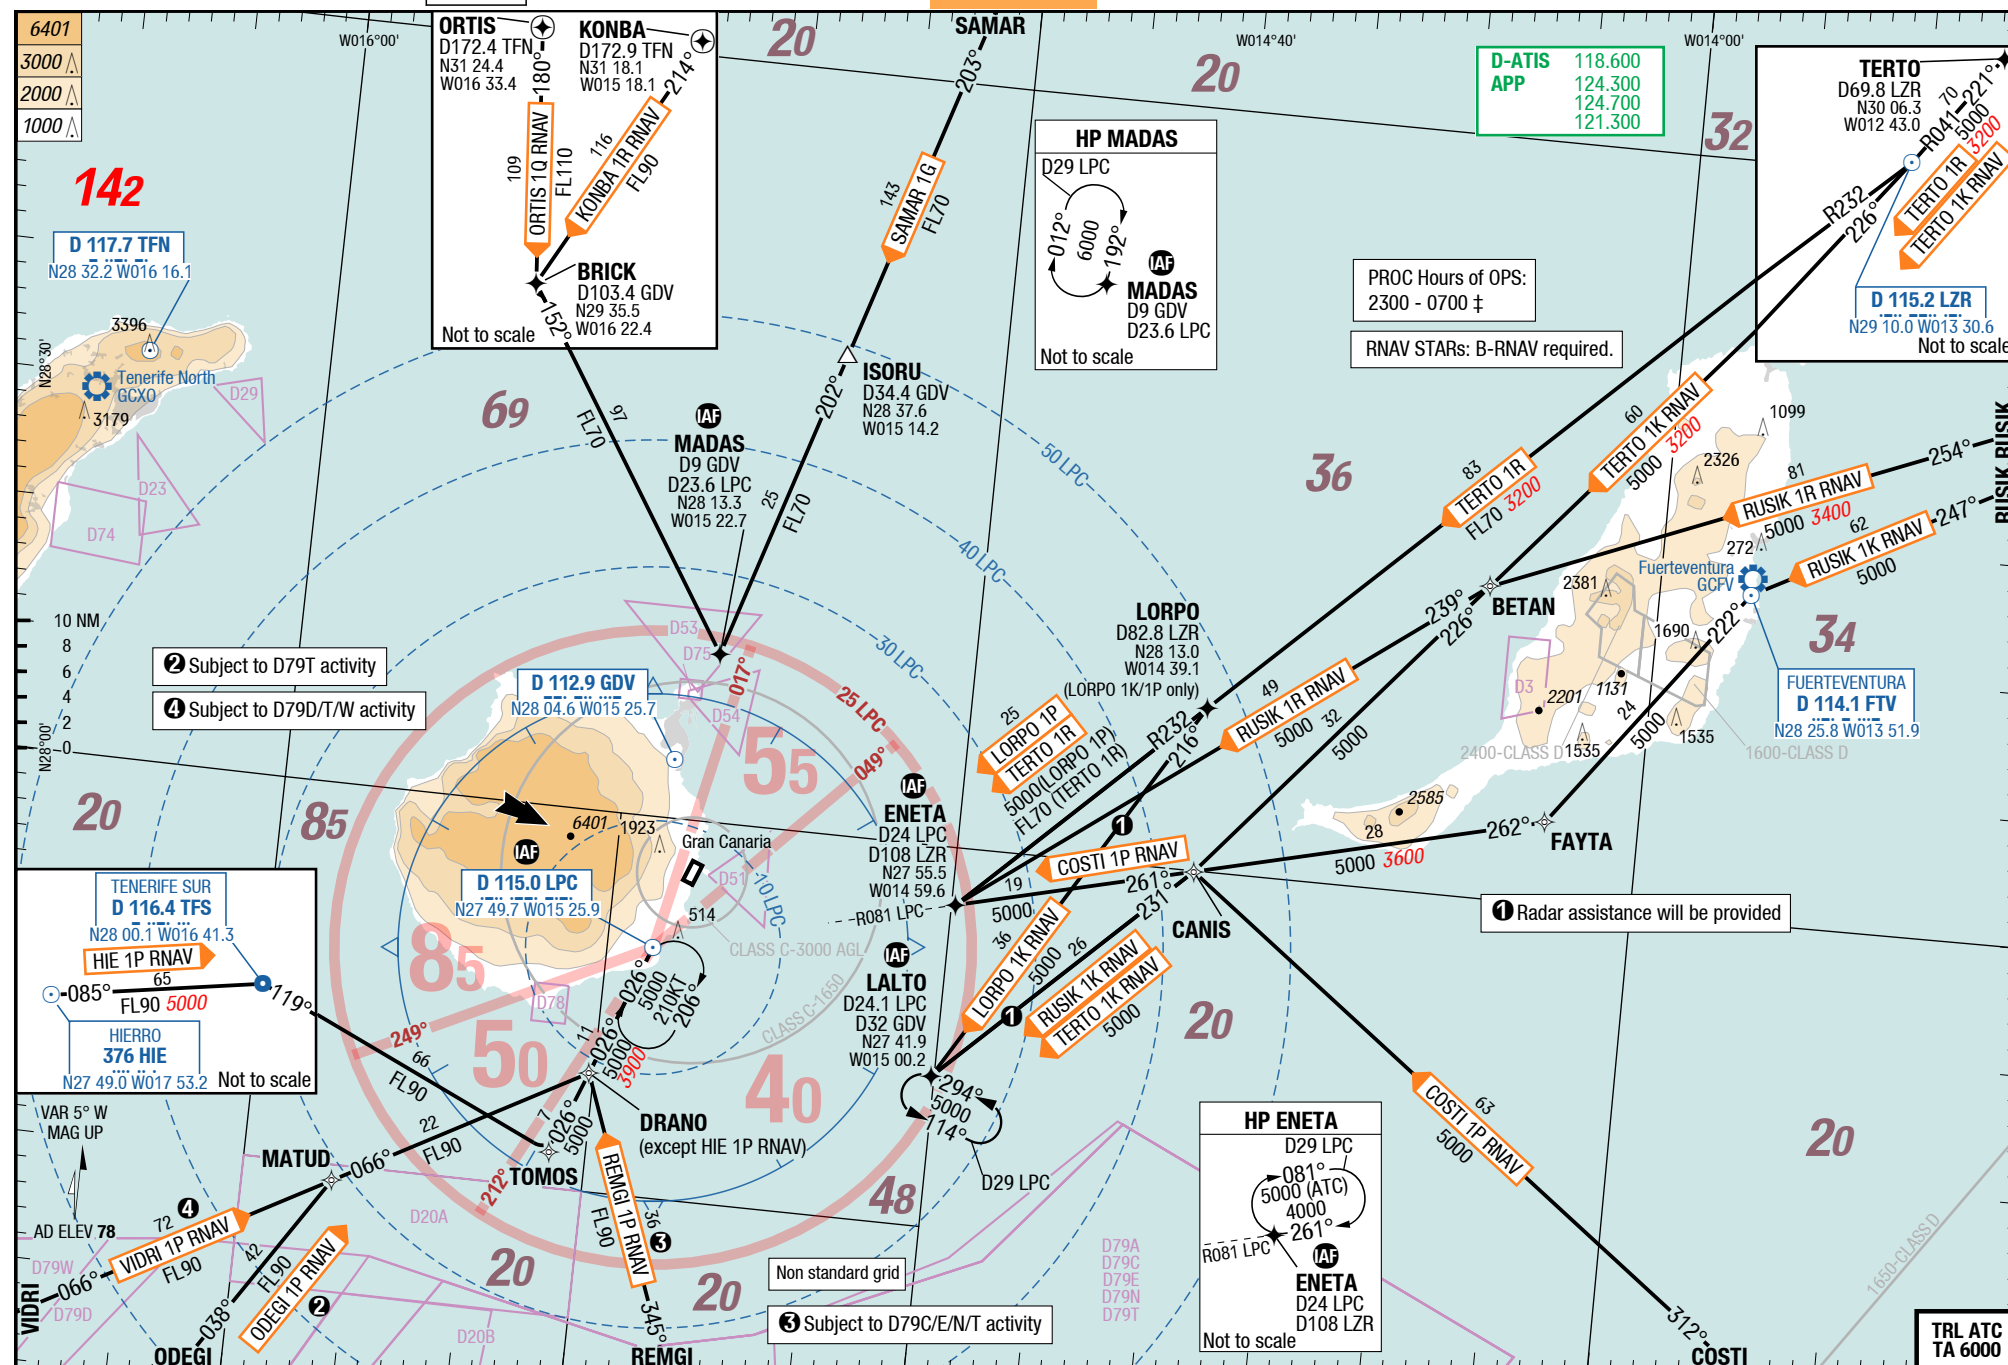 6401
3000
2000
1000
142
W016°00'
ORTIS
D172.4 TFN
N31 24.4
W016 33.4
KONBA
D172.9 TFN
N31 18.1
W015 18.1
180°
214°
109
ORTIS 1Q RNAV
FL110
116
KONBA 1R RNAV
FL90
BRICK
D103.4 GDV
N29 35.5
W016 22.4
152°
Not to scale
20
SAMAR
203°
143
SAMAR 1G
FL70
W014°40'
20
D-ATIS 118.600
APP 124.300
124.700
121.300
W014°00'
32
TERTO
D69.8 LZR
N30 06.3
W012 43.0
221°
R041
70
5000
3200
TERTO 1R
TERTO 1K RNAV
R232
226°
D 115.2 LZR
N29 10.0 W013 30.6
Not to scale
HP MADAS
D29 LPC
012°
6000
192°
IAF
MADAS
D9 GDV
D23.6 LPC
Not to scale
PROC Hours of OPS:
2300 - 0700 ‡
RNAV STARs: B-RNAV required.
D 117.7 TFN
N28 32.2 W016 16.1
3396
Tenerife North
GCXO
3179
D29
D23
D74
N28°30'
69
97
FL70
IAF
MADAS
D9 GDV
D23.6 LPC
N28 13.3
W015 22.7
202°
ISORU
D34.4 GDV
N28 37.6
W015 14.2
25
FL70
50 LPC
40 LPC
30 LPC
25 LPC
10 LPC
36
83
TERTO 1R
FL70 3200
60
TERTO 1K RNAV
5000 3200
1099
2326
81
RUSIK 1R RNAV
5000 3400
254°
RUSIK RUSIK
62
RUSIK 1K RNAV
5000
247°
272
Fuerteventura
GCFV
2381
1690
222°
34
FUERTEVENTURA
D 114.1 FTV
N28 25.8 W013 51.9
D3
2201
1131
24
5000
1535
1535
2400-CLASS D
1600-CLASS D
2585
BETAN
239°
226°
LORPO
D82.8 LZR
N28 13.0
W014 39.1
(LORPO 1K/1P only)
R232
216°
49
RUSIK 1R RNAV
5000
32
5000
25
LORPO 1P
TERTO 1R
5000(LORPO 1P)
FL70 (TERTO 1R)
28
5000 3600
262°
FAYTA
10 NM
8
6
4
2
0
N28°00'
2 Subject to D79T activity
4 Subject to D79D/T/W activity
D53
D75
D54
017°
049°
D 112.9 GDV
N28 04.6 W015 25.7
55
20
85
6401
1923
IAF
Gran Canaria
D51
D 115.0 LPC
N27 49.7 W015 25.9
514
CLASS C-3000 AGL
CLASS C-1650
IAF
ENETA
D24 LPC
D108 LZR
N27 55.5
W014 59.6
R081 LPC
1
COSTI 1P RNAV
19
5000
261°
231°
CANIS
1 Radar assistance will be provided
IAF
LALTO
D24.1 LPC
D32 GDV
N27 41.9
W015 00.2
36
LORPO 1K RNAV
5000
26
1
RUSIK 1K RNAV
TERTO 1K RNAV
5000
20
294°
5000
114°
D29 LPC
TENERIFE SUR
D 116.4 TFS
N28 00.1 W016 41.3
HIE 1P RNAV
65
085°
FL90 5000
119°
HIERRO
376 HIE
N27 49.0 W017 53.2
Not to scale
85
D78
026°
5000
210KT
206°
249°
50
40
66
FL90
11
026°
5000
3900
DRANO
(except HIE 1P RNAV)
7
026°
5000
TOMOS
212°
22
FL90
MATUD
066°
VAR 5° W
MAG UP
AD ELEV 78
4
72
VIDRI 1P RNAV
FL90
066°
VIDRI
42
FL90
ODEGI 1P RNAV
2
038°
ODEGI
D79W
D79D
D20A
D20B
20
REMGI 1P RNAV
36
FL90
3
345°
REMGI
48
20
Non standard grid
3 Subject to D79C/E/N/T activity
D79A
D79C
D79E
D79N
D79T
HP ENETA
D29 LPC
081°
5000 (ATC)
4000
261°
R081 LPC
IAF
ENETA
D24 LPC
D108 LZR
Not to scale
63
COSTI 1P RNAV
5000
312°
COSTI
20
1650-CLASS D
TRL ATC
TA 6000